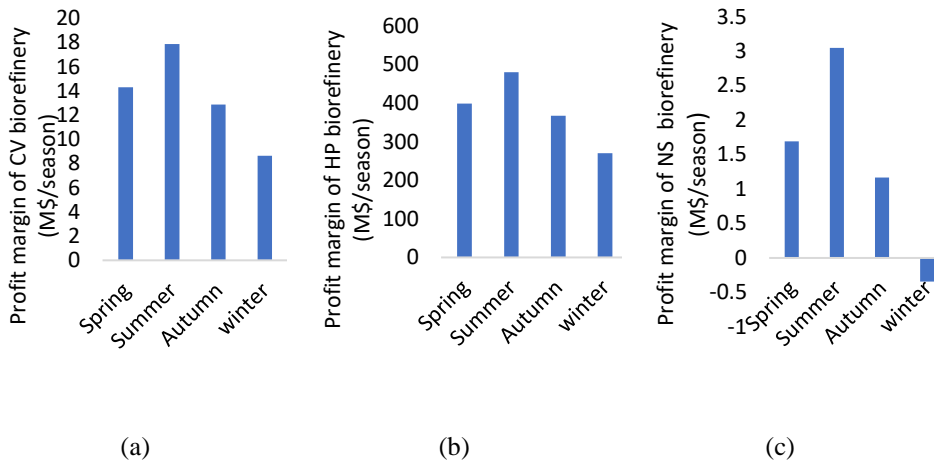 Profit margin of CV biorefinery
(M$/season)
20
18
16
14
12
10
8
6
4
2
0
Spring
Summer
Autumn
winter
(a)
Profit margin of HP biorefinery
(M$/season)
600
500
400
300
200
100
0
Spring
Summer
Autumn
winter
(b)
Profit margin of NS  biorefinery
(M$/season)
3.5
3
2.5
2
1.5
1
0.5
0
-0.5
-1
Spring
Summer
Autumn
winter
(c)